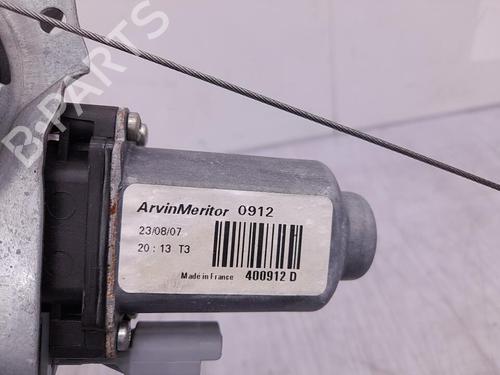 B-PARTS
ArvinMeritor 0912
23/08/07
20 : 13 T3
Made in France 400912 D